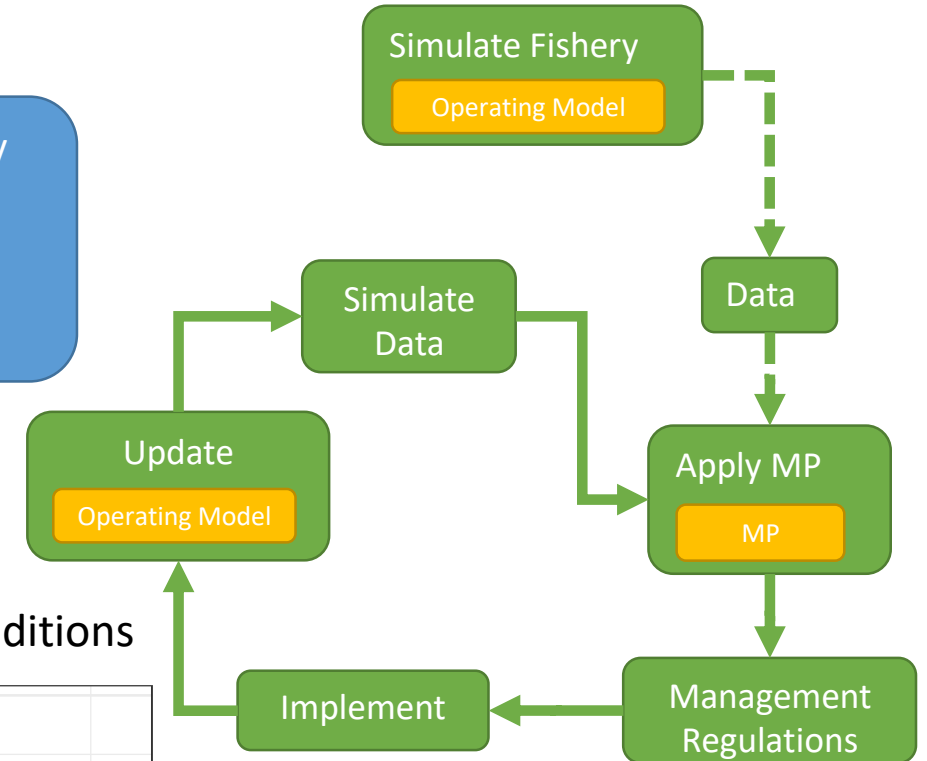 Simulate Fishery
Operating Model
y
Simulate
Data
Data
Update
Operating Model
Apply MP
MP
ditions
Implement
Management
Regulations